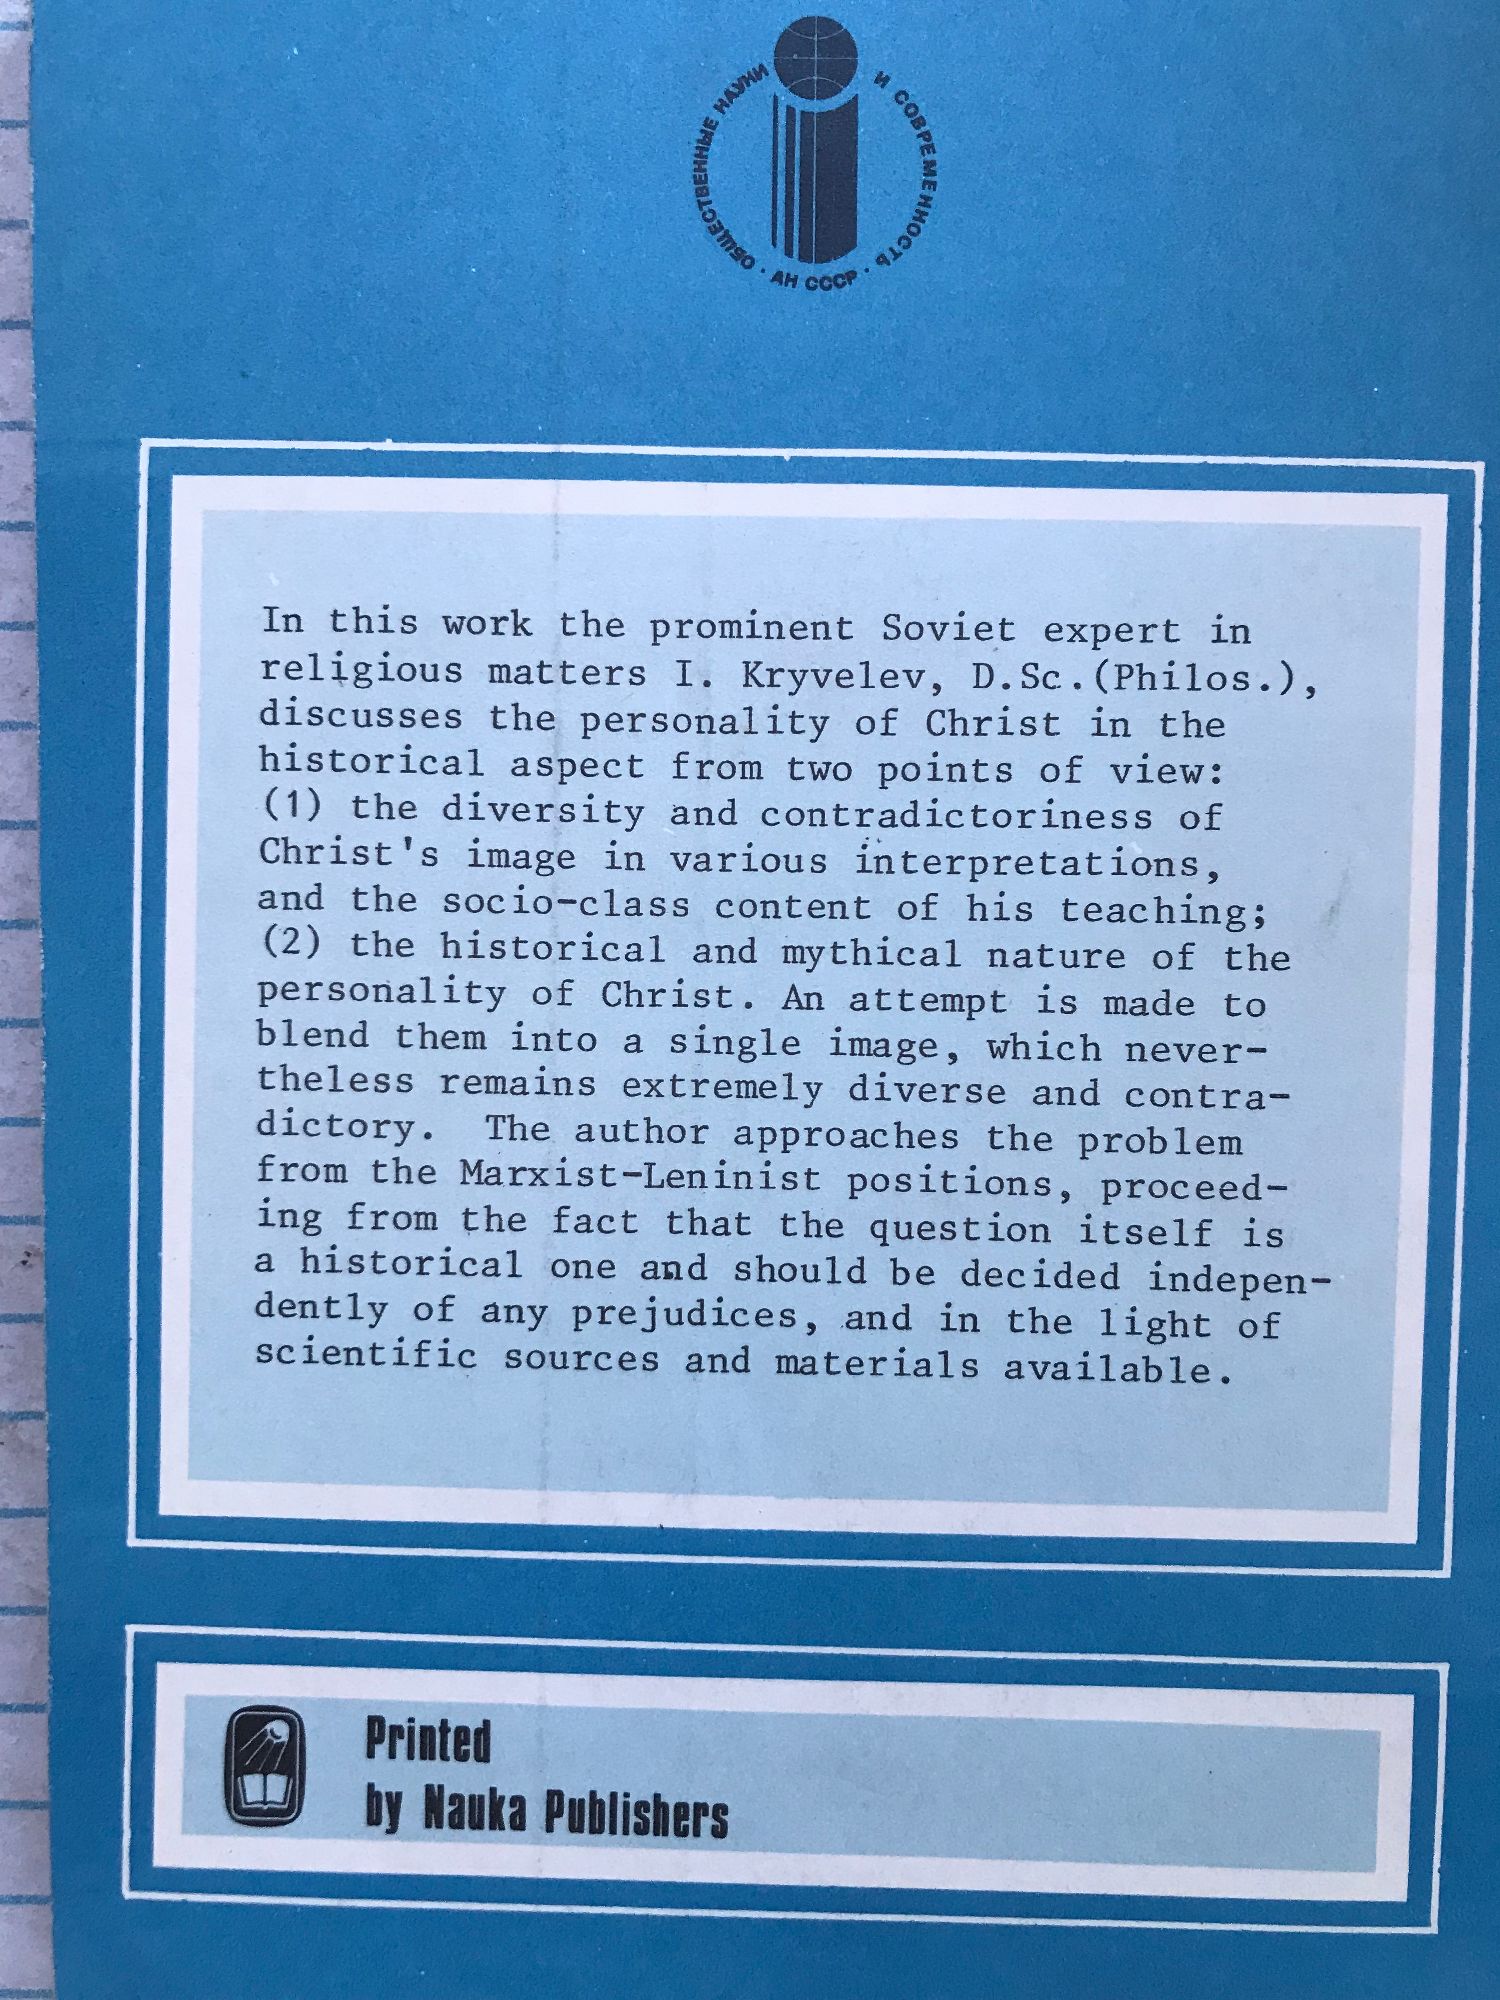 ОБЩЕСТВЕННЫЕ НАУКИ И СОВРЕМЕННОСТЬ
· АН СССР ·
In this work the prominent Soviet expert in
religious matters I. Kryvelev, D.Sc.(Philos.),
discusses the personality of Christ in the
historical aspect from two points of view:
(1) the diversity and contradictoriness of
Christ's image in various interpretations,
and the socio-class content of his teaching;
(2) the historical and mythical nature of the
personality of Christ. An attempt is made to
blend them into a single image, which never-
theless remains extremely diverse and contra-
dictory. The author approaches the problem
from the Marxist-Leninist positions, proceed-
ing from the fact that the question itself is
a historical one and should be decided indepen-
dently of any prejudices, and in the light of
scientific sources and materials available.
Printed
by Nauka Publishers